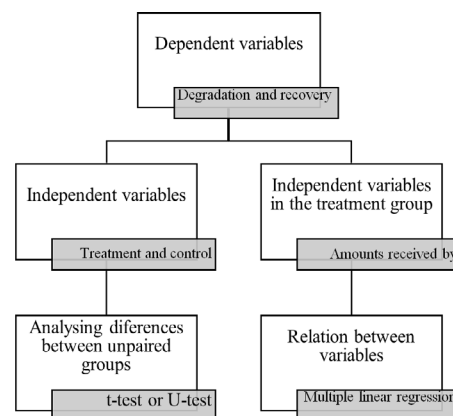 Dependent variables
Degradation and recovery
Independent variables
Treatment and control
Independent variables
in the treatment group
Amounts received by
Analysing diferences
between unpaired
groups
t-test or U-test
Relation between
variables
Multiple linear regression